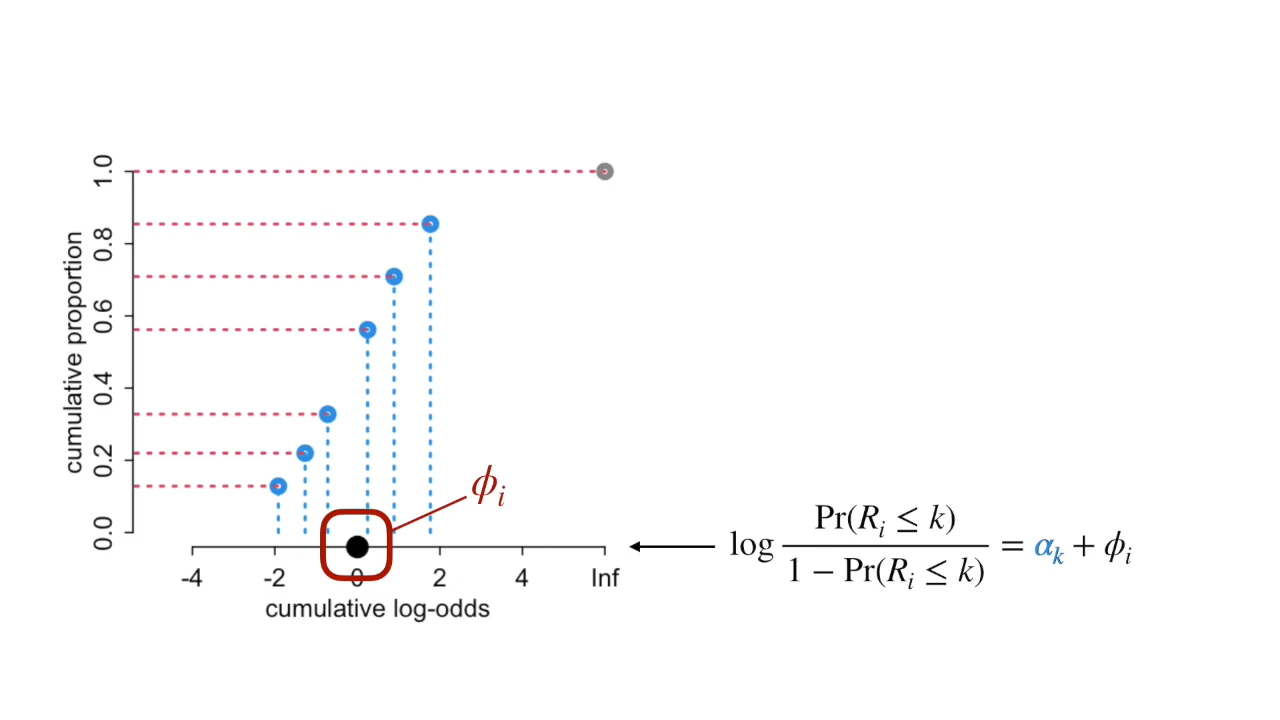 1.0
0.8
0.6
0.4
0.2
0.0
cumulative proportion
ϕᵢ
-4 -2 0 2 4 Inf
cumulative log-odds
log Pr(Rᵢ ≤ k) / 1 − Pr(Rᵢ ≤ k) = αₖ + ϕᵢ